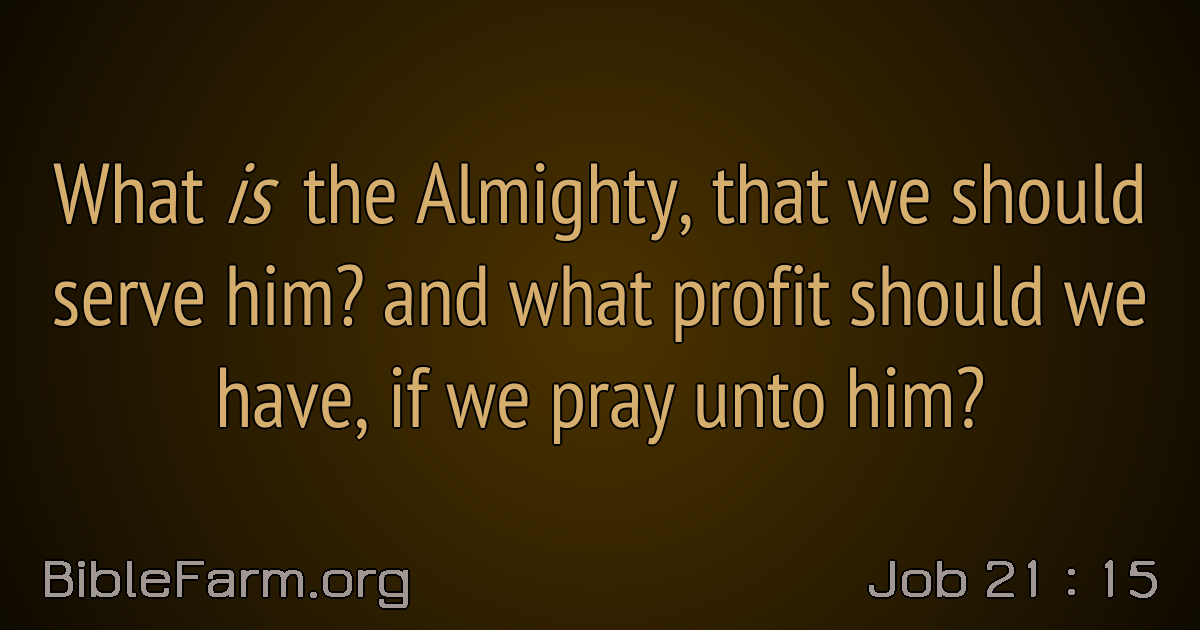 What is the Almighty, that we should
serve him? and what profit should we
have, if we pray unto him?
BibleFarm.org
Job 21 : 15